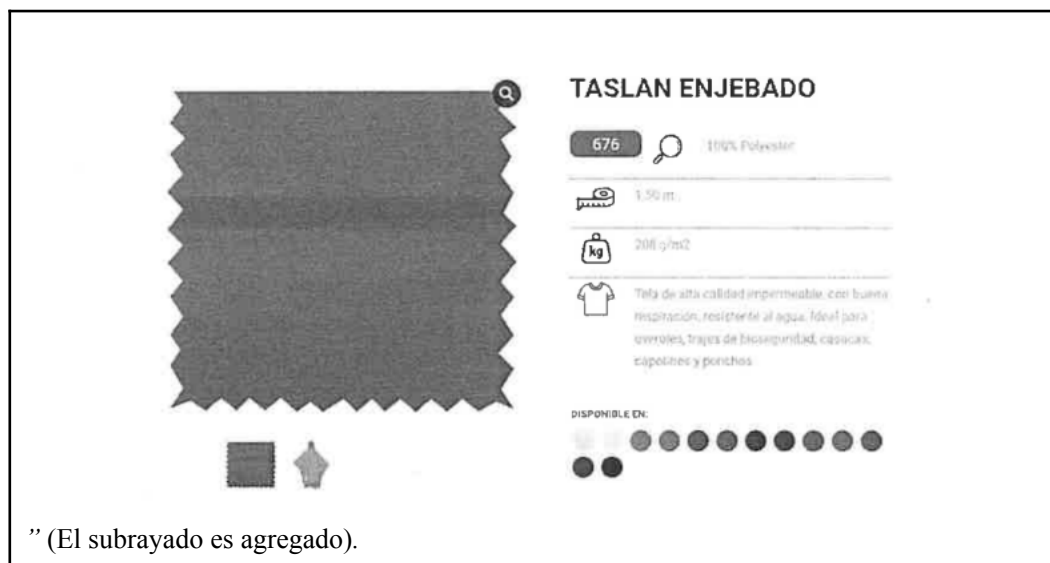 TASLAN ENJEBADO
676
100% Polyester
1.50 m.
kg
208 g/m2
Tela de alta calidad impermeable, con buena
respiración, resistente al agua. Ideal para
overoles, trajes de bioseguridad, casacas,
capotines y ponchos.
DISPONIBLE EN:
” (El subrayado es agregado).